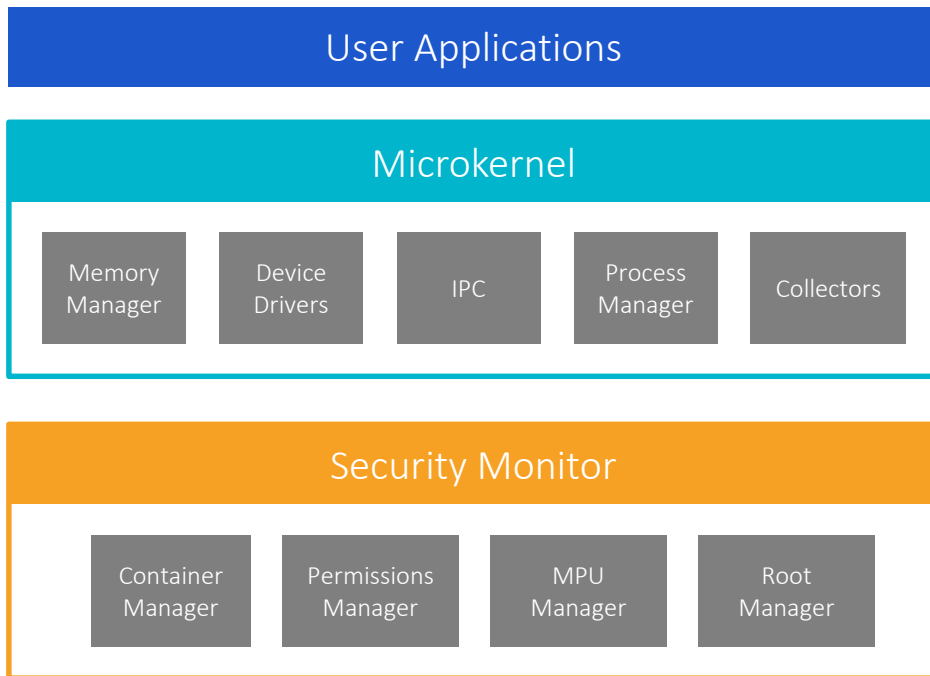 User Applications
Microkernel
Memory
Manager
Device
Drivers
IPC
Process
Manager
Collectors
Security Monitor
Container
Manager
Permissions
Manager
MPU
Manager
Root
Manager